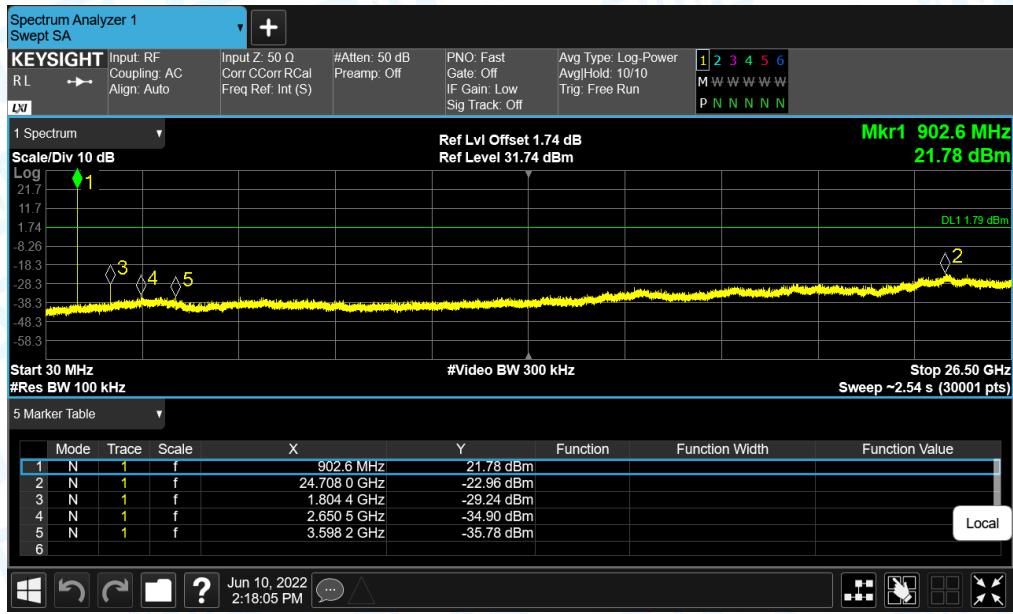 Spectrum Analyzer 1
Swept SA
+
KEYSIGHT
R L
LXI
Input: RF
Coupling: AC
Align: Auto
Input Z: 50 Ω
Corr CCorr RCal
Freq Ref: Int (S)
#Atten: 50 dB
Preamp: Off
PNO: Fast
Gate: Off
IF Gain: Low
Sig Track: Off
Avg Type: Log-Power
Avg|Hold: 10/10
Trig: Free Run
1 2 3 4 5 6
M W W W W W
P N N N N N
1 Spectrum
Scale/Div 10 dB
Ref Lvl Offset 1.74 dB
Ref Level 31.74 dBm
Mkr1 902.6 MHz
21.78 dBm
Log
21.7
11.7
1.74
-8.26
-18.3
-28.3
-38.3
-48.3
-58.3
1
3
4
5
2
DL1 1.79 dBm
Start 30 MHz
#Video BW 300 kHz
Stop 26.50 GHz
#Res BW 100 kHz
Sweep ~2.54 s (30001 pts)
5 Marker Table
Mode Trace Scale X Y Function Function Width Function Value
1 N 1 f 902.6 MHz 21.78 dBm
2 N 1 f 24.708 0 GHz -22.96 dBm
3 N 1 f 1.804 4 GHz -29.24 dBm
4 N 1 f 2.650 5 GHz -34.90 dBm
5 N 1 f 3.598 2 GHz -35.78 dBm
6
Local
?
Jun 10, 2022
2:18:05 PM